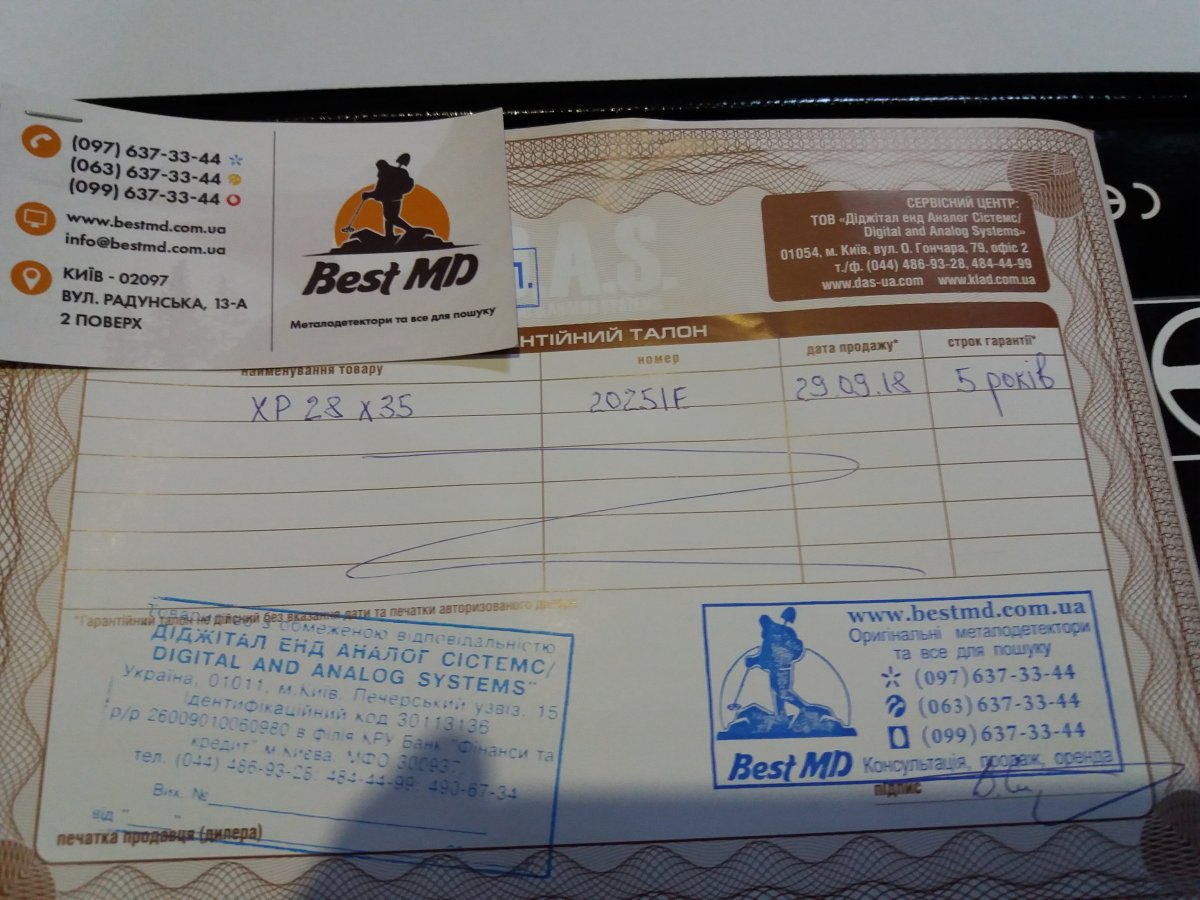 (097) 637-33-44
(063) 637-33-44
(099) 637-33-44
www.bestmd.com.ua
info@bestmd.com.ua
КИЇВ - 02097
ВУЛ. РАДУНСЬКА, 13-А
2 ПОВЕРХ
Best MD
Металодетектори та все для пошуку
A.S.
СЕРВІСНИЙ ЦЕНТР:
ТОВ «Діджітал енд Аналог Сістемс/
Digital and Analog Systems»
01054, м. Київ, вул. О. Гончара, 79, офіс 2
т./ф. (044) 486-93-28, 484-44-99
www.das-ua.com www.klad.com.ua
НТІЙНИЙ ТАЛОН
найменування товару номер дата продажу* строк гарантії*
XP 28 x 35 20251E 29.09.18 5 років
*Гарантійний талон не дійсний без вказання дати та печатки авторизованого дилера
Товариство з обмеженою відповідальністю
ДІДЖІТАЛ ЕНД АНАЛОГ СІСТЕМС/
DIGITAL AND ANALOG SYSTEMS"
Україна, 01011, м.Київ, Печерський узвіз, 15
Ідентифікаційний код 30113136
р/р 26009010060980 в філія КРУ Банк "Фінанси та
кредит" м.Києва, МФО 300937,
тел. (044) 486-93-28, 484-44-99, 490-67-34
Вих. №
від " "
печатка продавця (дилера)
www.bestmd.com.ua
Оригінальні металодетектори
та все для пошуку
(097) 637-33-44
(063) 637-33-44
(099) 637-33-44
Best MD Консультація, продаж, оренда
підпис